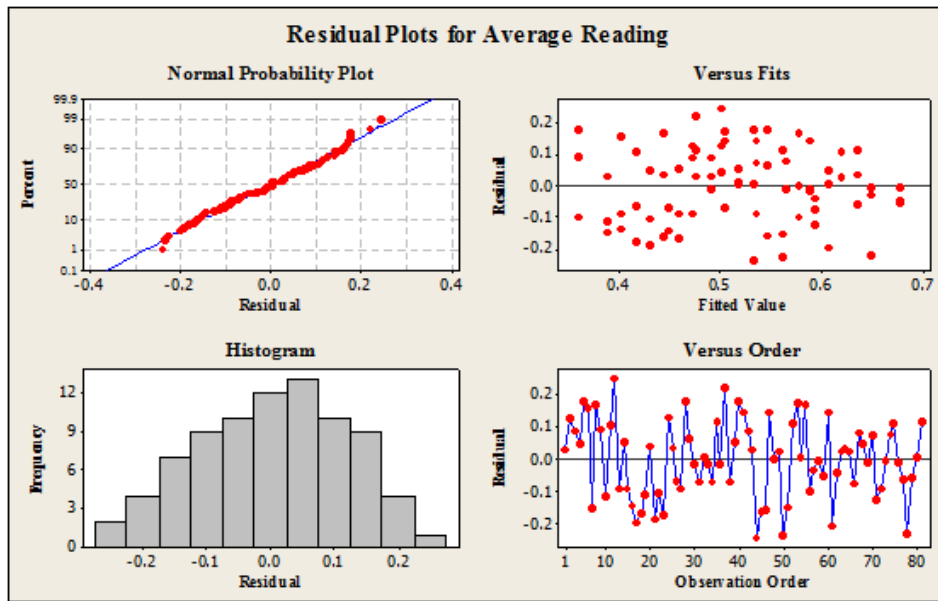 Residual Plots for Average Reading
Normal Probability Plot
99.9
99
90
50
10
1
0.1
Percent
-0.4 -0.2 0.0 0.2 0.4
Residual
Versus Fits
0.2
0.1
0.0
-0.1
-0.2
Residual
0.4 0.5 0.6 0.7
Fitted Value
Histogram
12
9
6
3
0
Frequency
-0.2 -0.1 0.0 0.1 0.2
Residual
Versus Order
0.2
0.1
0.0
-0.1
-0.2
Residual
1 10 20 30 40 50 60 70 80
Observation Order